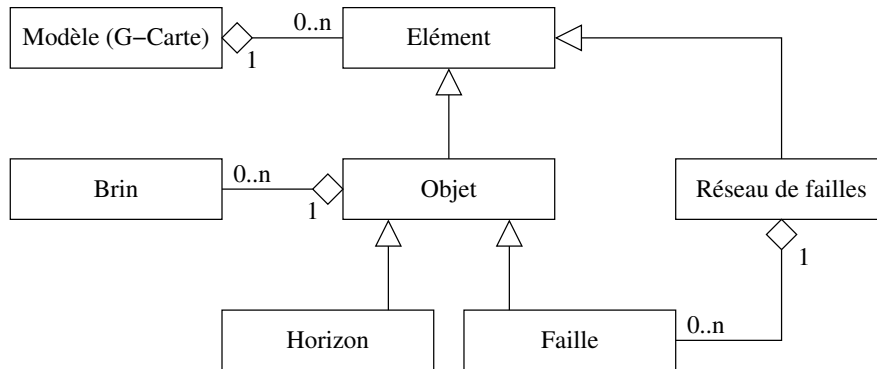 Modèle (G−Carte)
0..n
1
Elément
Brin
0..n
1
Objet
Réseau de failles
1
Horizon
Faille
0..n